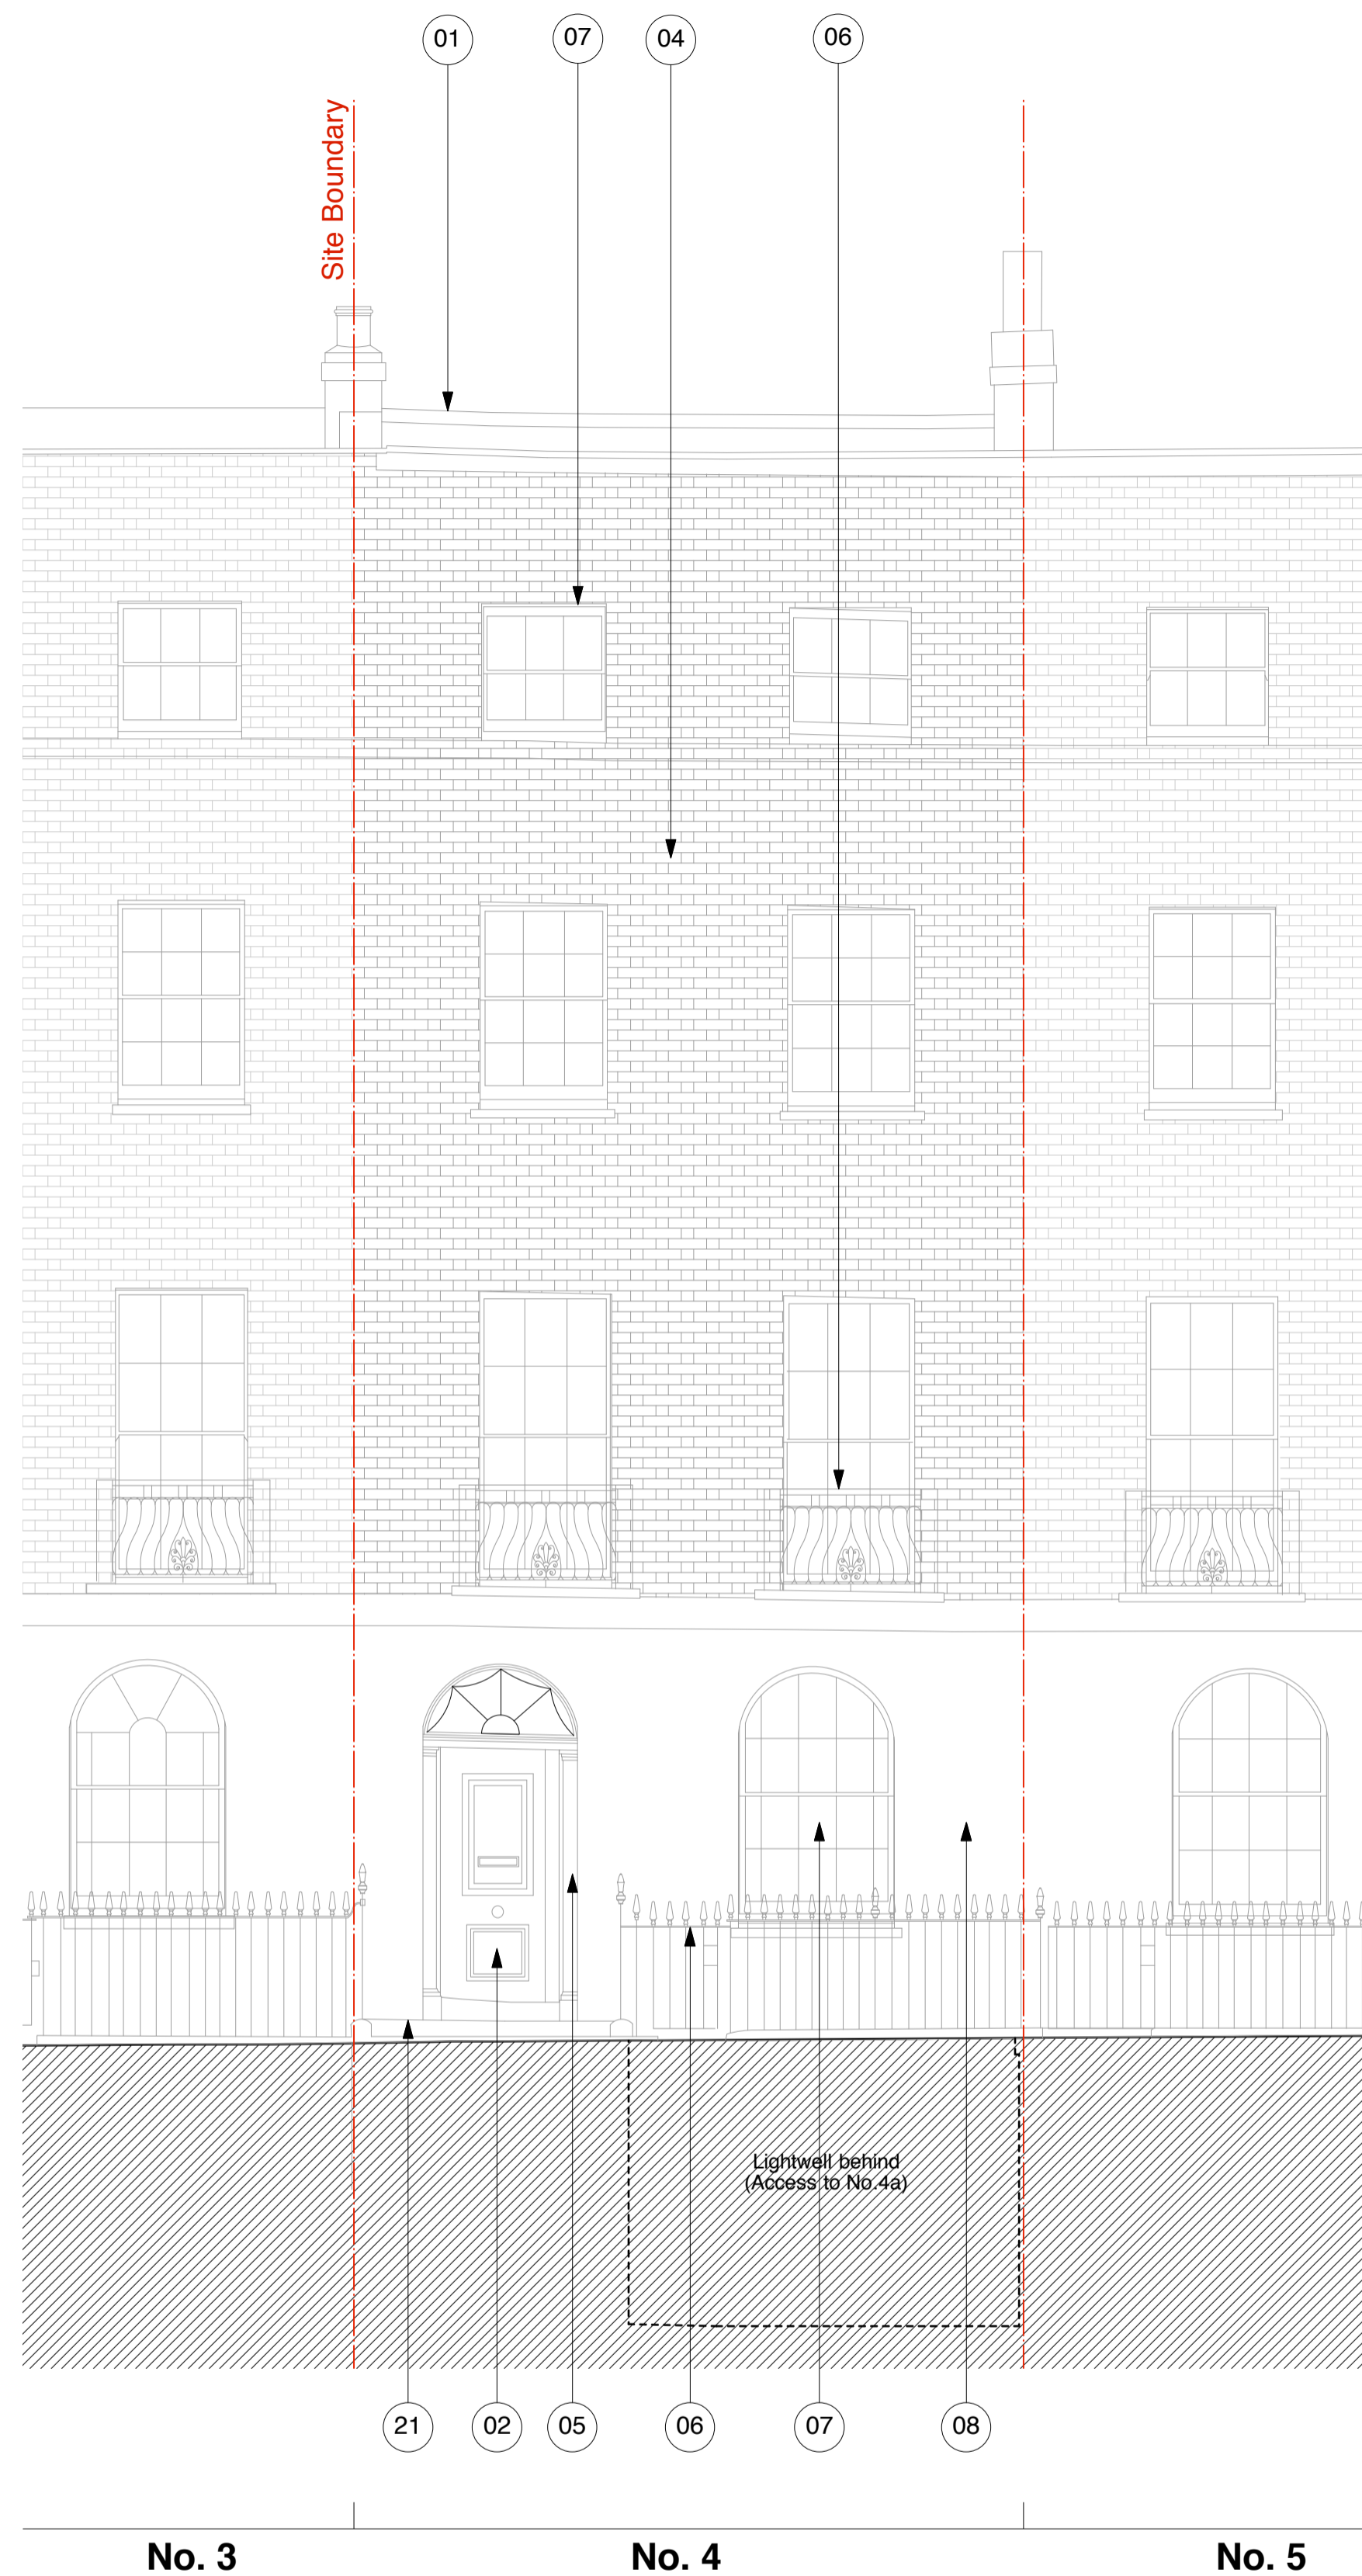 01
07
04
06
Site Boundary
Lightwell behind
(Access to No.4a)
21
02
05
06
07
08
No. 3
No. 4
No. 5